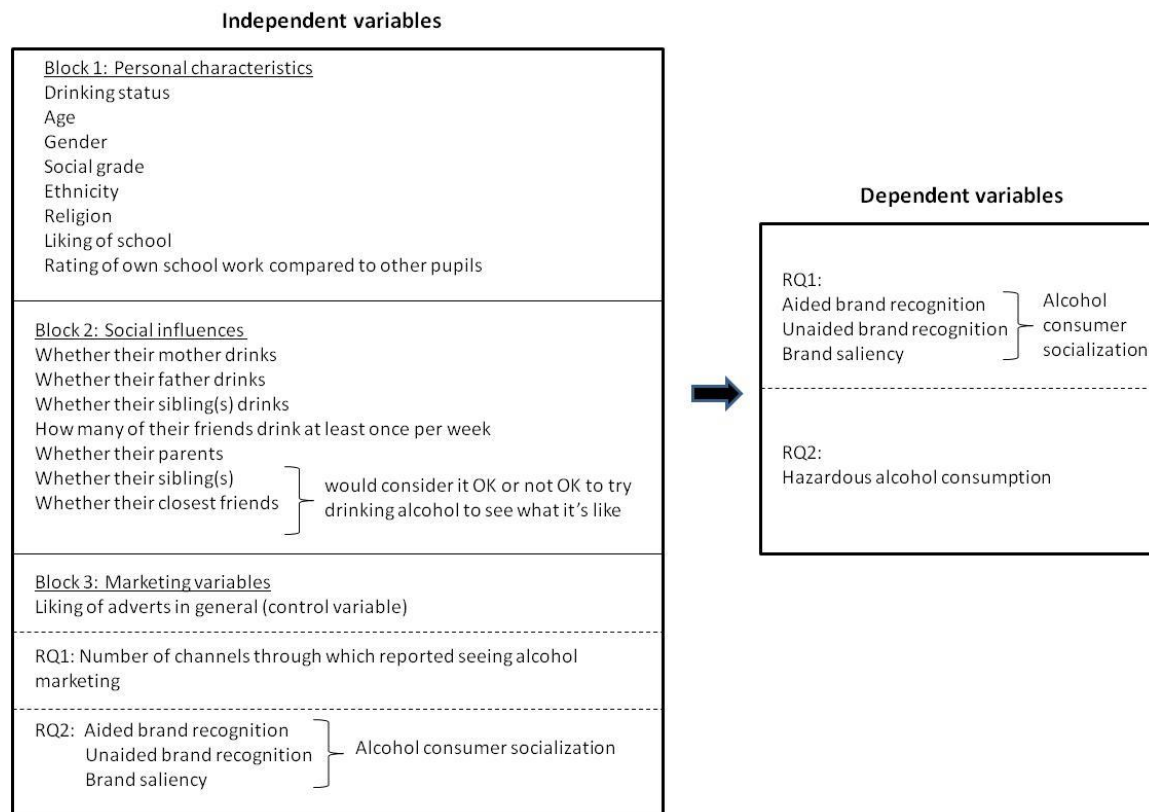 Independent variables
Block 1: Personal characteristics
Drinking status
Age
Gender
Social grade
Ethnicity
Religion
Liking of school
Rating of own school work compared to other pupils
Block 2: Social influences
Whether their mother drinks
Whether their father drinks
Whether their sibling(s) drinks
How many of their friends drink at least once per week
Whether their parents
Whether their sibling(s)
Whether their closest friends
would consider it OK or not OK to try
drinking alcohol to see what it's like
Block 3: Marketing variables
Liking of adverts in general (control variable)
RQ1: Number of channels through which reported seeing alcohol
marketing
RQ2: Aided brand recognition
Unaided brand recognition
Brand saliency
Alcohol consumer socialization
Dependent variables
RQ1:
Aided brand recognition
Unaided brand recognition
Brand saliency
Alcohol
consumer
socialization
RQ2:
Hazardous alcohol consumption